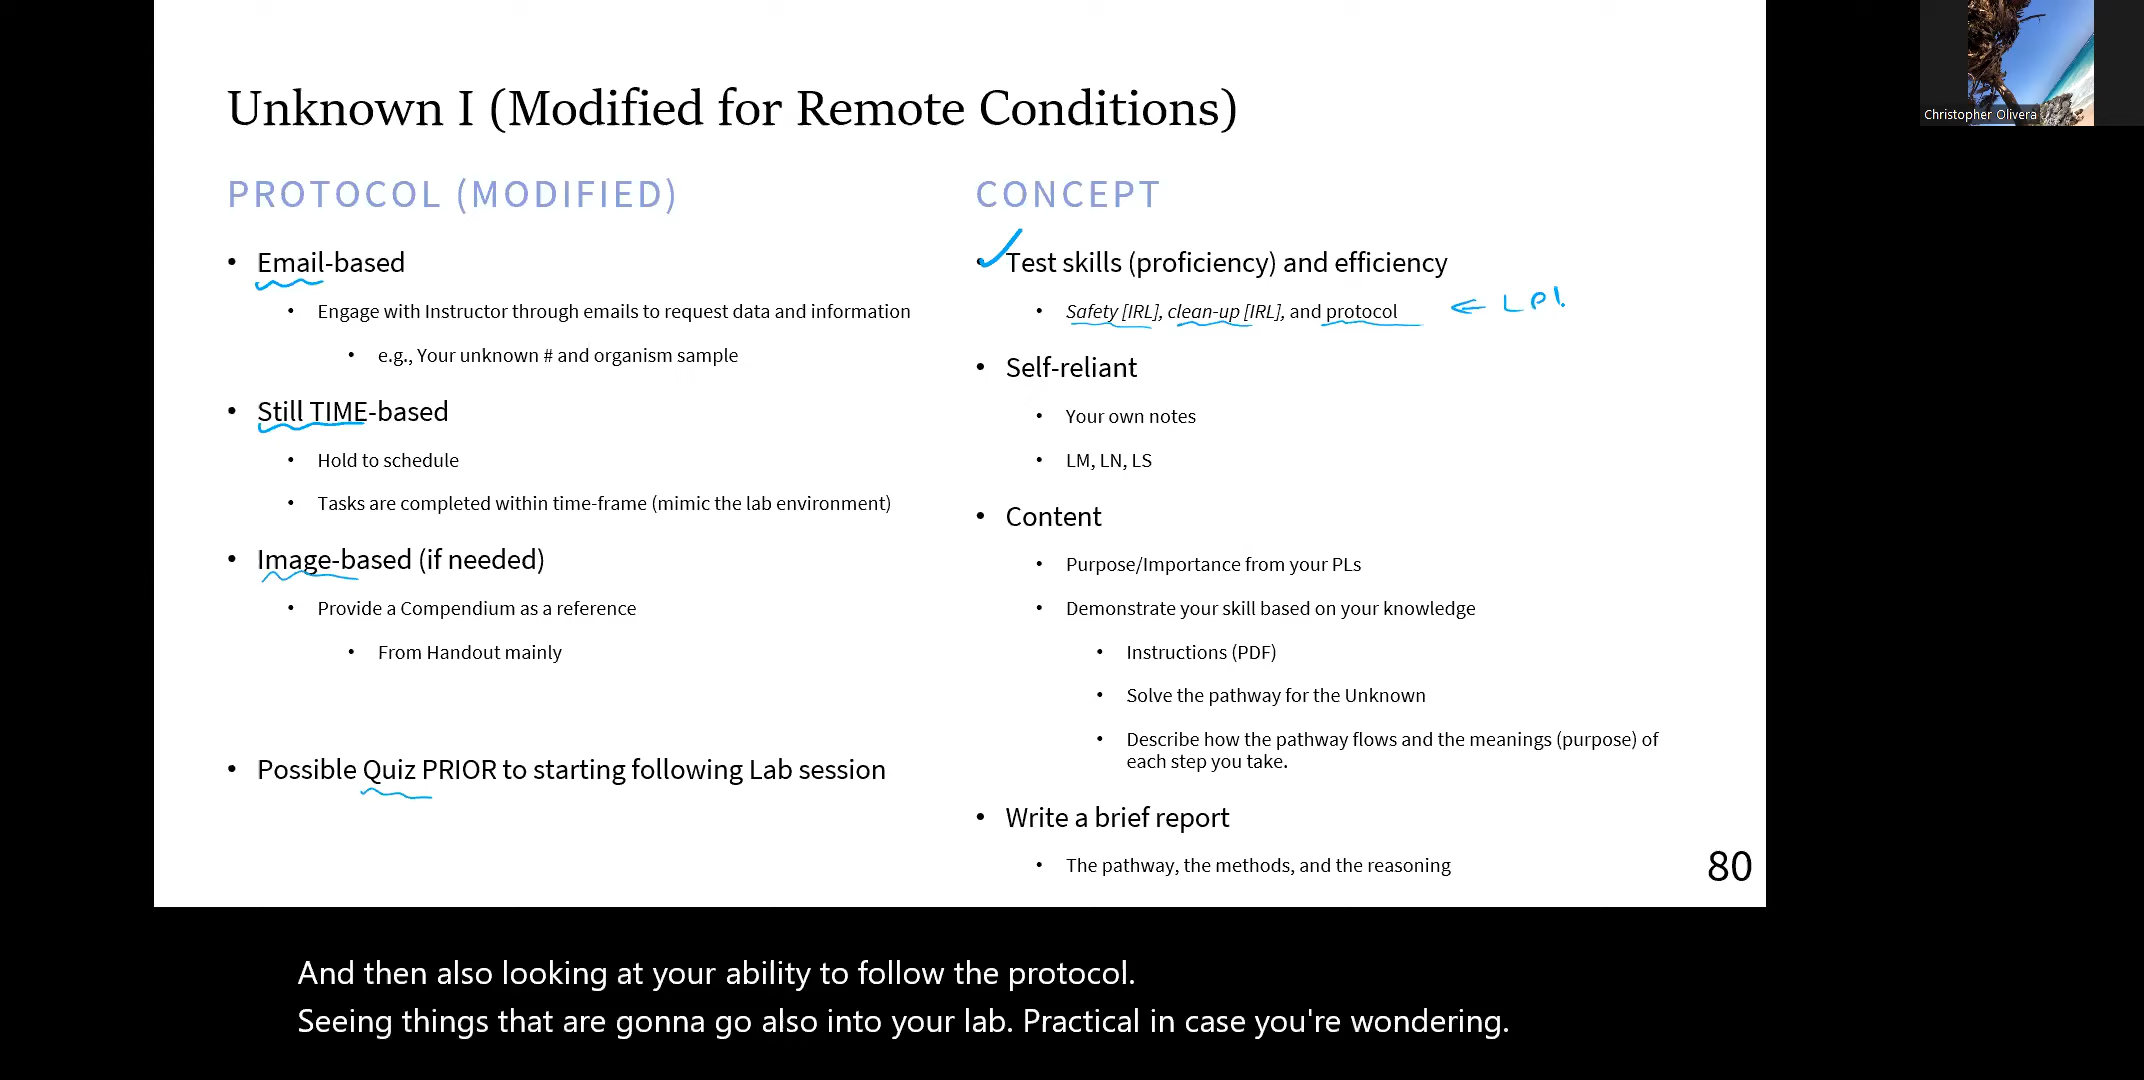 Unknown I (Modified for Remote Conditions)
PROTOCOL (MODIFIED)
• Email-based
• Engage with Instructor through emails to request data and information
• e.g., Your unknown # and organism sample
• Still TIME-based
• Hold to schedule
• Tasks are completed within time-frame (mimic the lab environment)
• Image-based (if needed)
• Provide a Compendium as a reference
• From Handout mainly
• Possible Quiz PRIOR to starting following Lab session
CONCEPT
• Test skills (proficiency) and efficiency
• Safety [IRL], clean-up [IRL], and protocol ← LP!
• Self-reliant
• Your own notes
• LM, LN, LS
• Content
• Purpose/Importance from your PLs
• Demonstrate your skill based on your knowledge
• Instructions (PDF)
• Solve the pathway for the Unknown
• Describe how the pathway flows and the meanings (purpose) of
each step you take.
• Write a brief report
• The pathway, the methods, and the reasoning
80
Christopher Olivera
And then also looking at your ability to follow the protocol.
Seeing things that are gonna go also into your lab. Practical in case you're wondering.